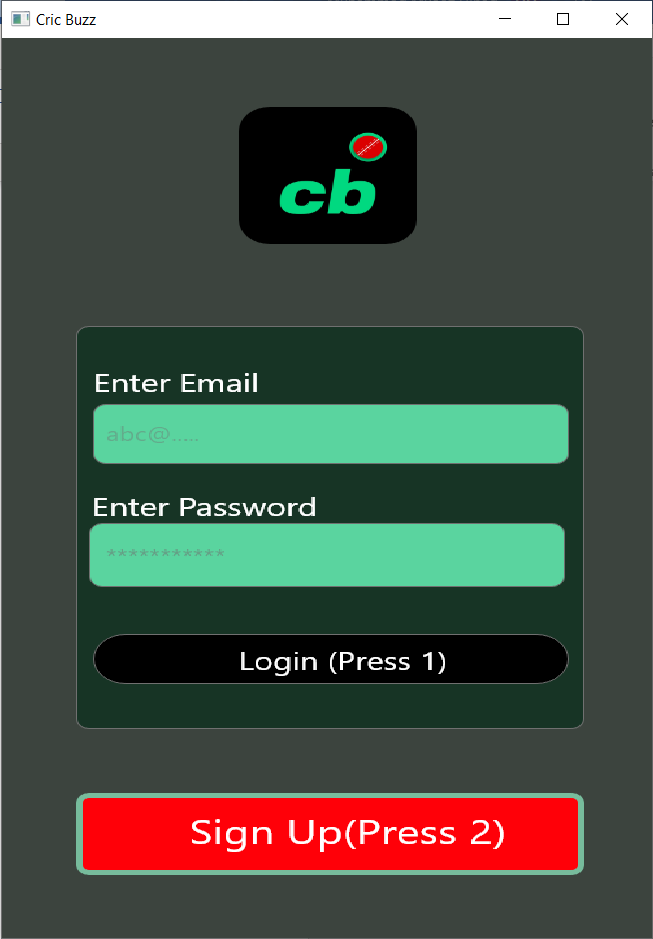 Cric Buzz
cb
Enter Email
abc@.....
Enter Password
***********
Login (Press 1)
Sign Up(Press 2)